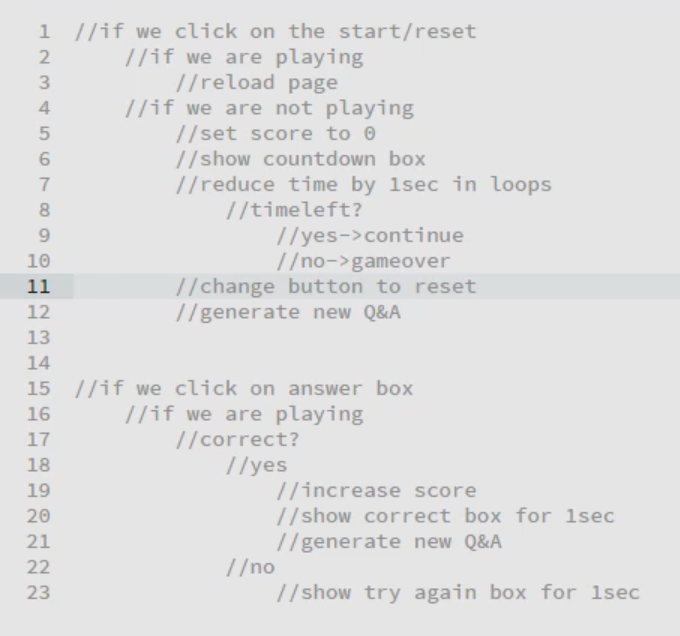 1 //if we click on the start/reset
2 //if we are playing
3 //reload page
4 //if we are not playing
5 //set score to 0
6 //show countdown box
7 //reduce time by 1sec in loops
8 //timeleft?
9 //yes->continue
10 //no->gameover
11 //change button to reset
12 //generate new Q&A
13
14
15 //if we click on answer box
16 //if we are playing
17 //correct?
18 //yes
19 //increase score
20 //show correct box for 1sec
21 //generate new Q&A
22 //no
23 //show try again box for 1sec